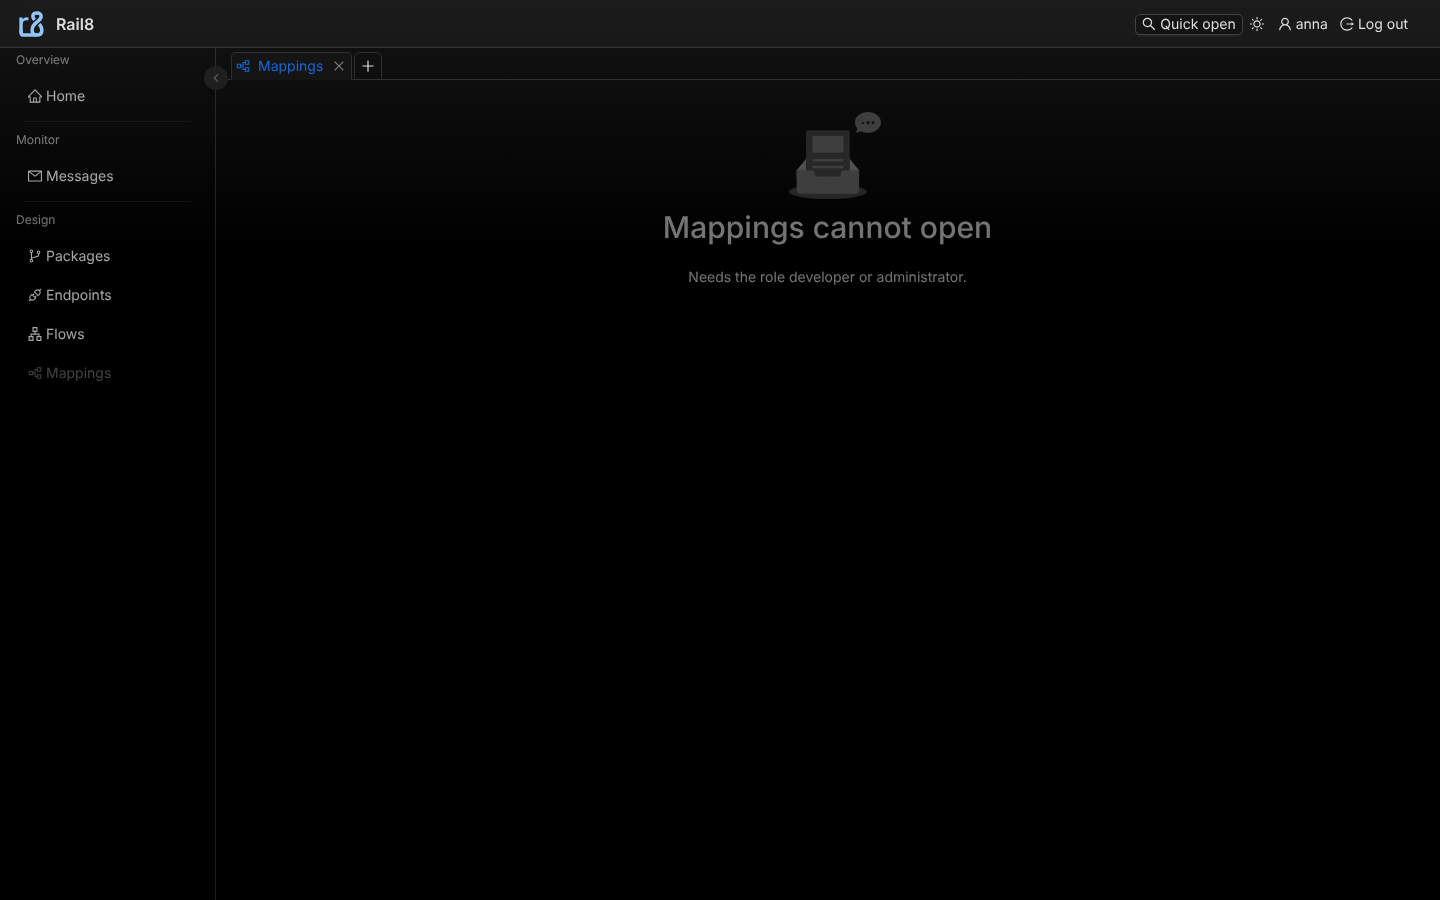 Rail8
Quick open
anna
Log out
Overview
Home
Monitor
Messages
Design
Packages
Endpoints
Flows
Mappings
Mappings
Mappings cannot open
Needs the role developer or administrator.